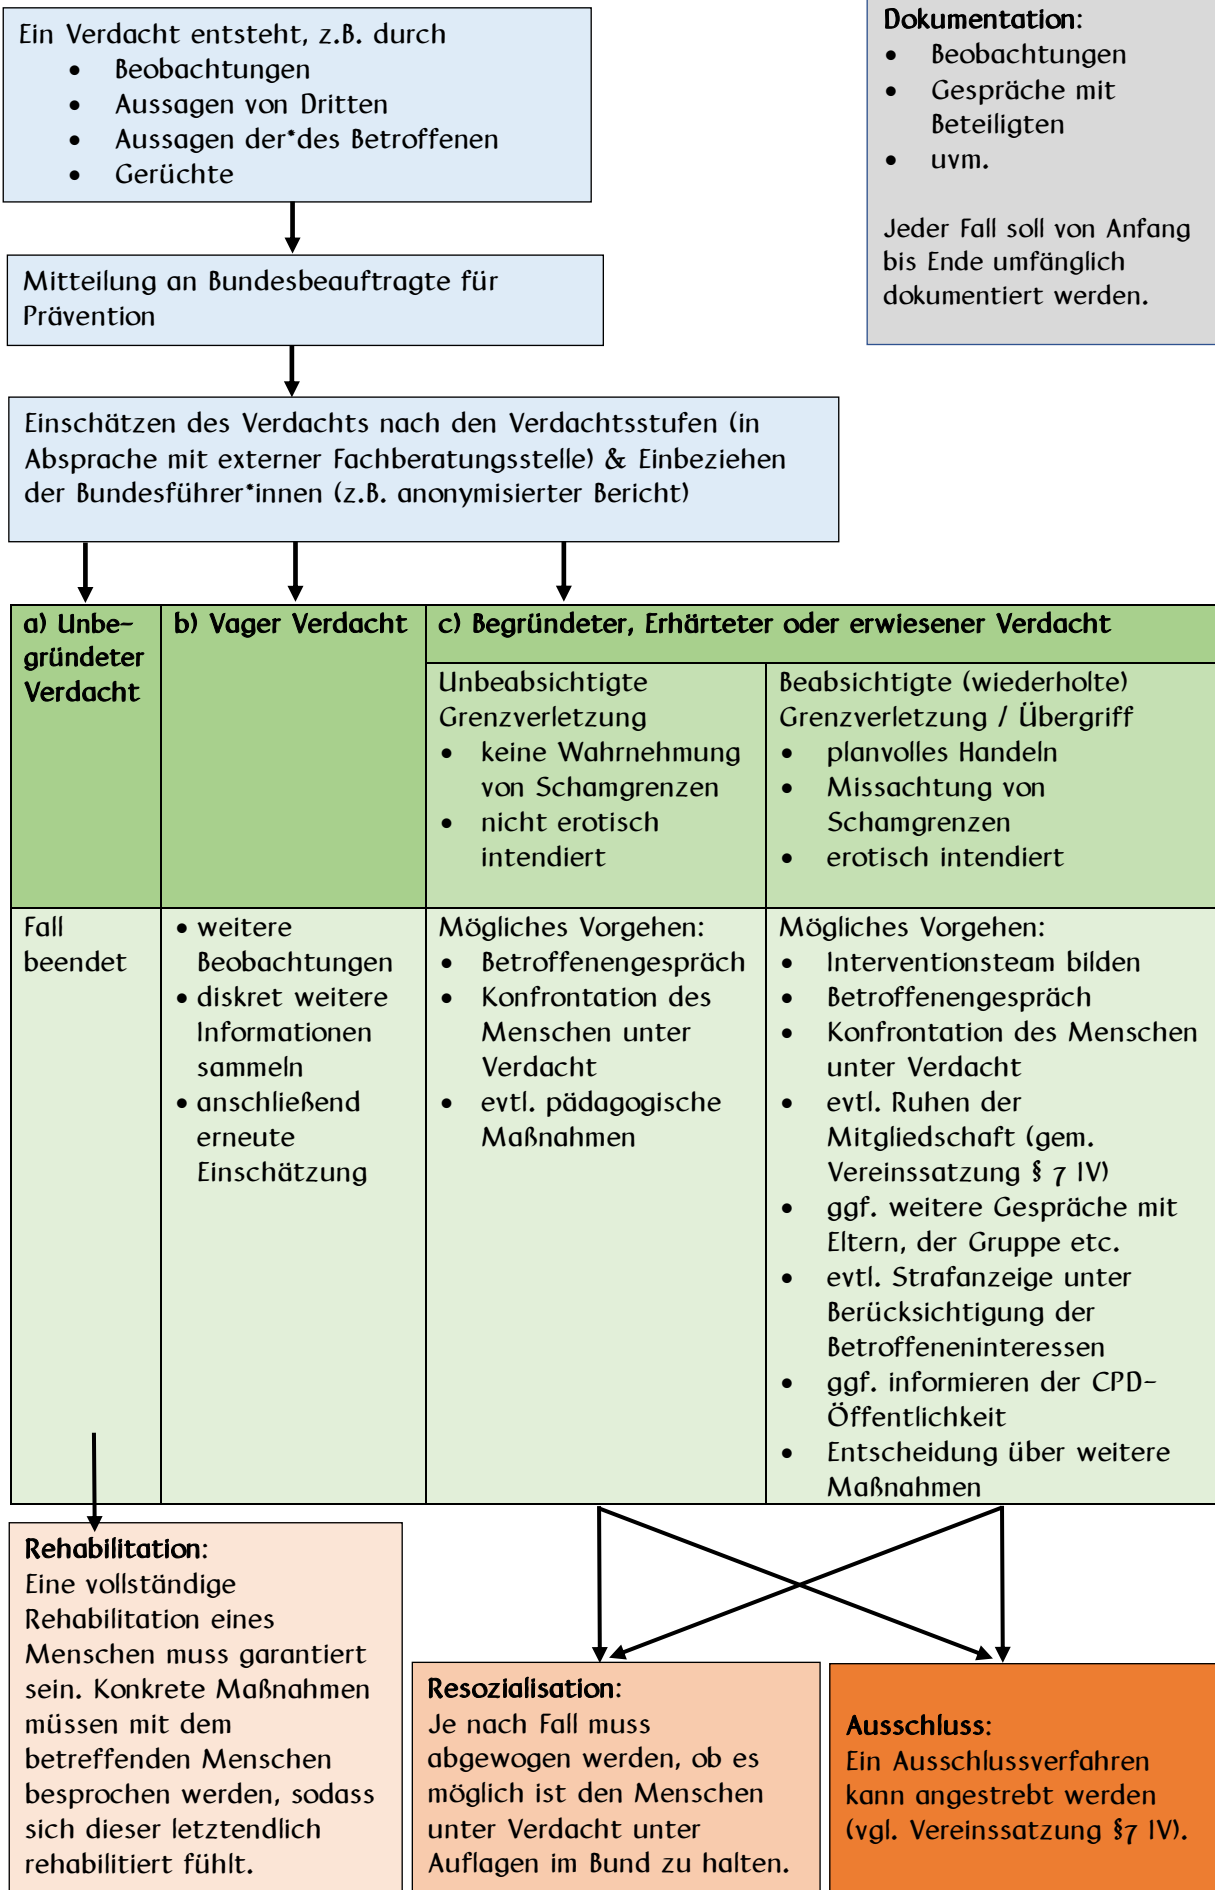 Ein Verdacht entsteht, z.B. durch
• Beobachtungen
• Aussagen von Dritten
• Aussagen der*des Betroffenen
• Gerüchte
Dokumentation:
• Beobachtungen
• Gespräche mit
Beteiligten
• uvm.
Jeder Fall soll von Anfang
bis Ende umfänglich
dokumentiert werden.
Mitteilung an Bundesbeauftragte für
Prävention
Einschätzen des Verdachts nach den Verdachtsstufen (in
Absprache mit externer Fachberatungsstelle) & Einbeziehen
der Bundesführer*innen (z.B. anonymisierter Bericht)
a) Unbe-
gründeter
Verdacht
b) Vager Verdacht
c) Begründeter, Erhärteter oder erwiesener Verdacht
Unbeabsichtigte
Grenzverletzung
• keine Wahrnehmung
von Schamgrenzen
• nicht erotisch
intendiert
Beabsichtigte (wiederholte)
Grenzverletzung / Übergriff
• planvolles Handeln
• Missachtung von
Schamgrenzen
• erotisch intendiert
Fall
beendet
• weitere
Beobachtungen
• diskret weitere
Informationen
sammeln
• anschließend
erneute
Einschätzung
Mögliches Vorgehen:
• Betroffenengespräch
• Konfrontation des
Menschen unter
Verdacht
• evtl. pädagogische
Maßnahmen
Mögliches Vorgehen:
• Interventionsteam bilden
• Betroffenengespräch
• Konfrontation des Menschen
unter Verdacht
• evtl. Ruhen der
Mitgliedschaft (gem.
Vereinssatzung § 7 IV)
• ggf. weitere Gespräche mit
Eltern, der Gruppe etc.
• evtl. Strafanzeige unter
Berücksichtigung der
Betroffeneninteressen
• ggf. informieren der CPD-
Öffentlichkeit
• Entscheidung über weitere
Maßnahmen
Rehabilitation:
Eine vollständige
Rehabilitation eines
Menschen muss garantiert
sein. Konkrete Maßnahmen
müssen mit dem
betreffenden Menschen
besprochen werden, sodass
sich dieser letztendlich
rehabilitiert fühlt.
Resozialisation:
Je nach Fall muss
abgewogen werden, ob es
möglich ist den Menschen
unter Verdacht unter
Auflagen im Bund zu halten.
Ausschluss:
Ein Ausschlussverfahren
kann angestrebt werden
(vgl. Vereinssatzung §7 IV).